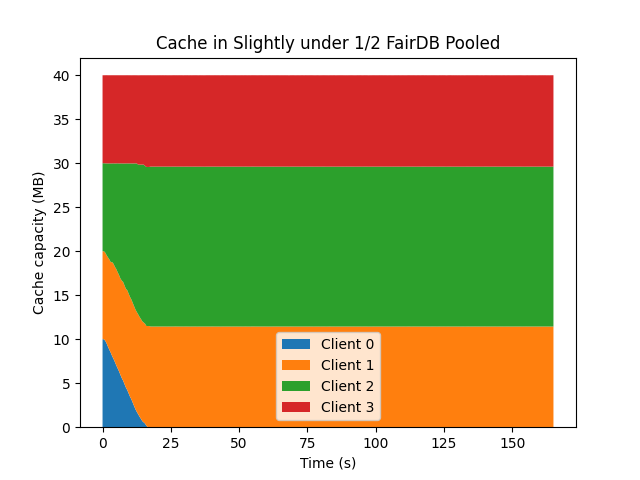 Cache in Slightly under 1/2 FairDB Pooled
Cache capacity (MB)
40
35
30
25
20
15
10
5
0
Client 0
Client 1
Client 2
Client 3
0 25 50 75 100 125 150
Time (s)